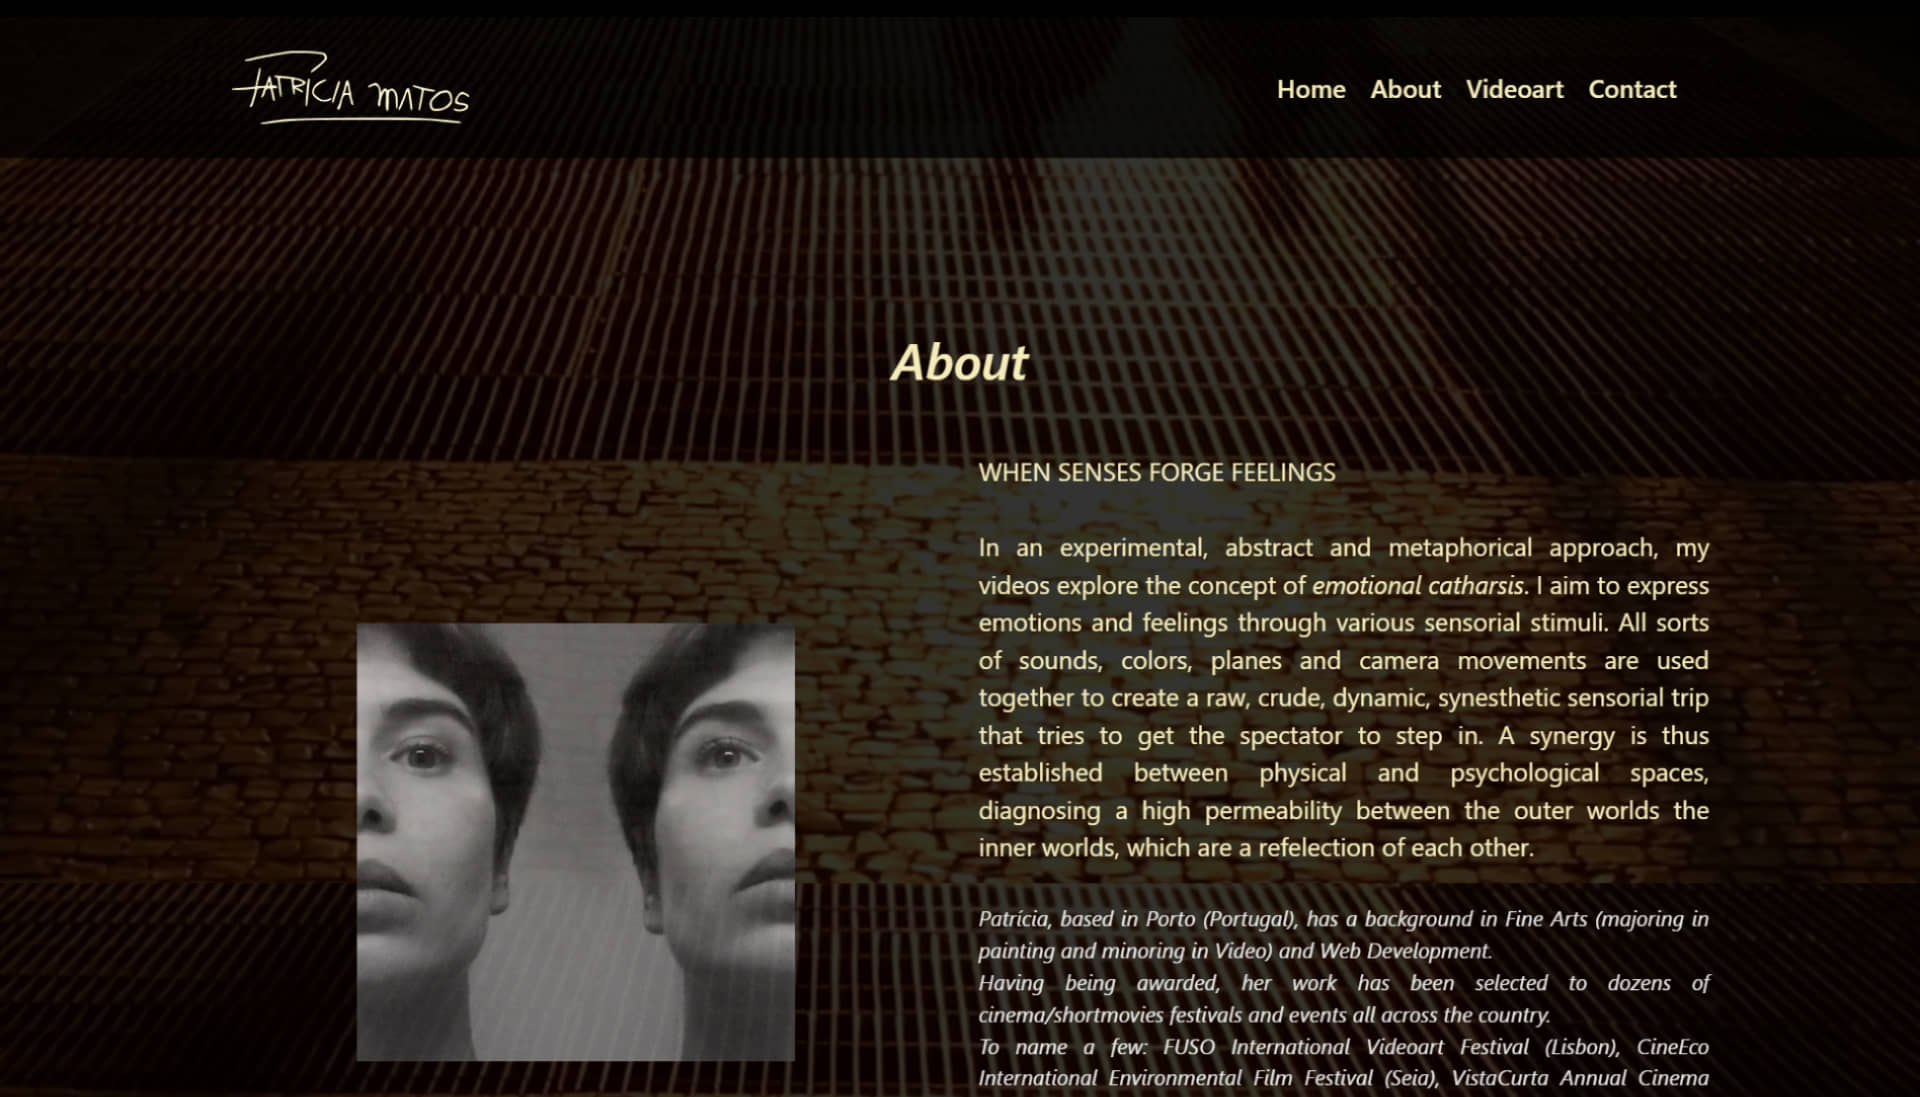 PATRÍCIA MATOS
Home About Videoart Contact
About
WHEN SENSES FORGE FEELINGS
In an experimental, abstract and metaphorical approach, my
videos explore the concept of emotional catharsis. I aim to express
emotions and feelings through various sensorial stimuli. All sorts
of sounds, colors, planes and camera movements are used
together to create a raw, crude, dynamic, synesthetic sensorial trip
that tries to get the spectator to step in. A synergy is thus
established between physical and psychological spaces,
diagnosing a high permeability between the outer worlds the
inner worlds, which are a refelection of each other.
Patrícia, based in Porto (Portugal), has a background in Fine Arts (majoring in
painting and minoring in Video) and Web Development.
Having being awarded, her work has been selected to dozens of
cinema/shortmovies festivals and events all across the country.
To name a few: FUSO International Videoart Festival (Lisbon), CineEco
International Environmental Film Festival (Seia), VistaCurta Annual Cinema